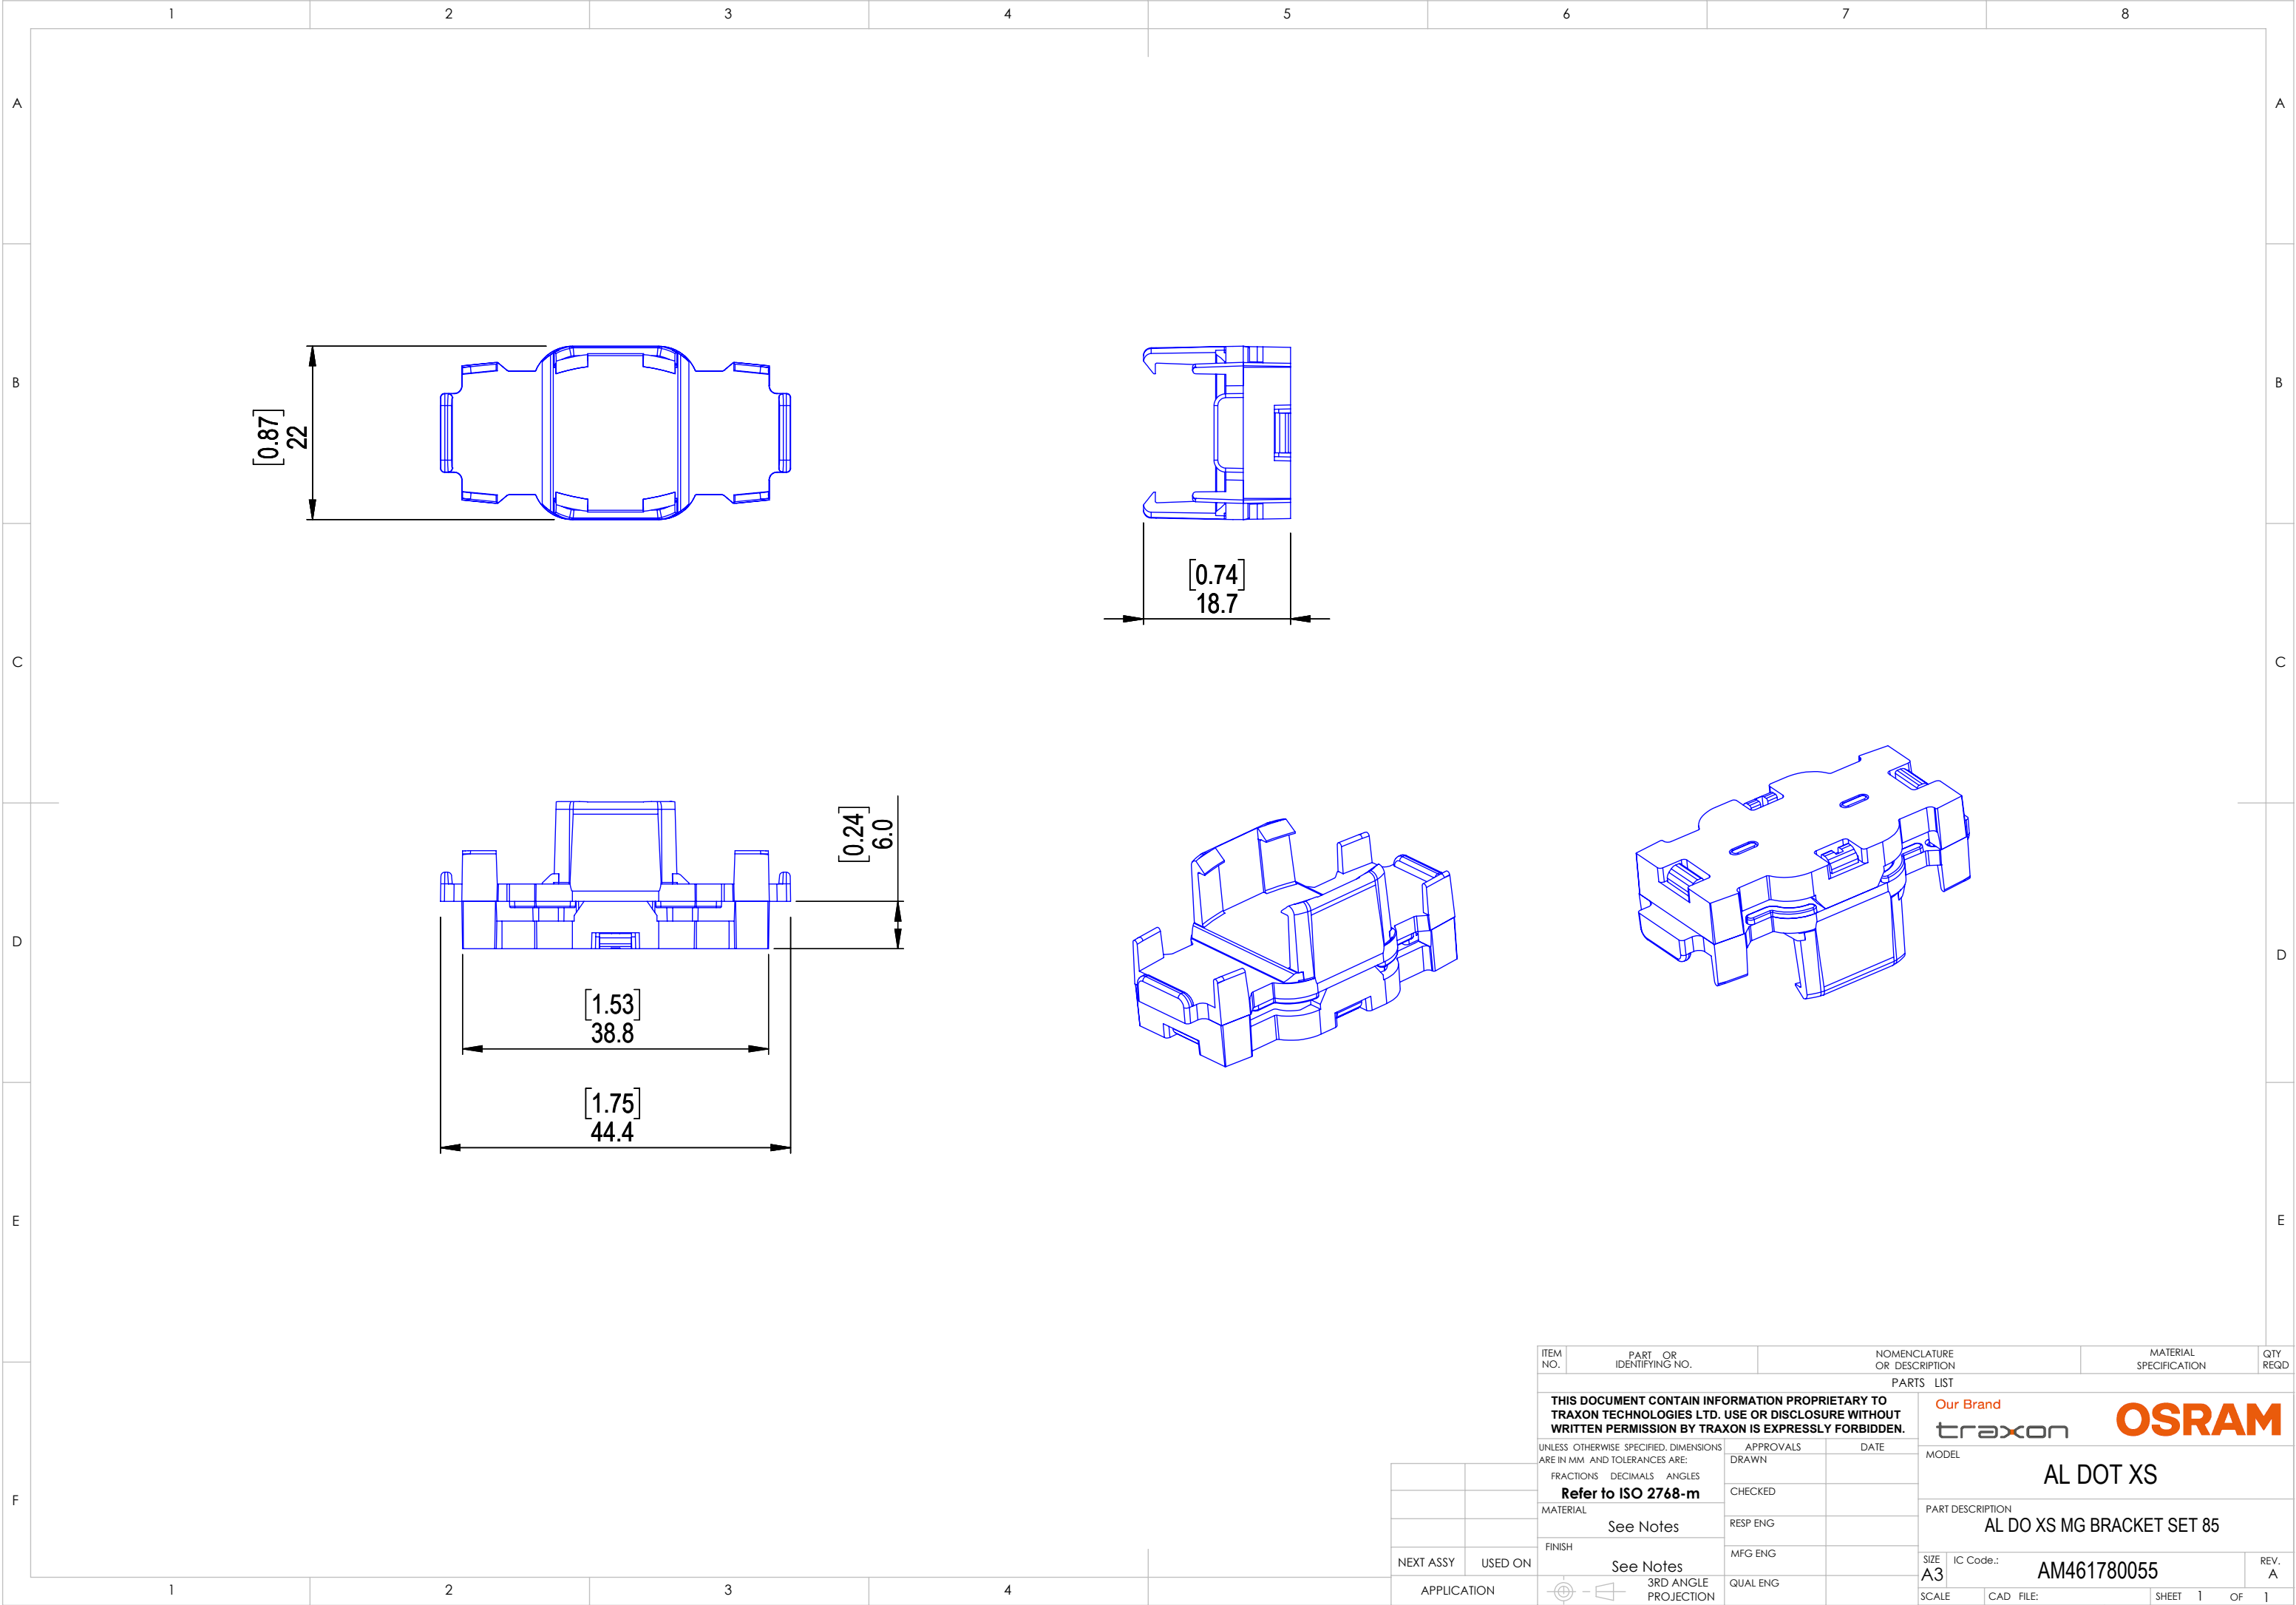 1 2 3 4 5 6 7 8
A A
B B
C C
D D
E E
F
[0.87]
22
[0.74]
18.7
[0.24]
6.0
[1.53]
38.8
[1.75]
44.4
ITEM NO.
PART OR IDENTIFYING NO.
NOMENCLATURE OR DESCRIPTION
MATERIAL SPECIFICATION
QTY REQD
PARTS LIST
THIS DOCUMENT CONTAIN INFORMATION PROPRIETARY TO
TRAXON TECHNOLOGIES LTD. USE OR DISCLOSURE WITHOUT
WRITTEN PERMISSION BY TRAXON IS EXPRESSLY FORBIDDEN.
Our Brand
traxon
OSRAM
UNLESS OTHERWISE SPECIFIED, DIMENSIONS
ARE IN MM AND TOLERANCES ARE:
FRACTIONS DECIMALS ANGLES
Refer to ISO 2768-m
MATERIAL
See Notes
FINISH
See Notes
3RD ANGLE
PROJECTION
APPROVALS DATE
DRAWN
CHECKED
RESP ENG
MFG ENG
QUAL ENG
MODEL
AL DOT XS
PART DESCRIPTION
AL DO XS MG BRACKET SET 85
SIZE
A3
IC Code.:
AM461780055
REV.
A
SCALE
CAD FILE:
SHEET 1 OF 1
NEXT ASSY USED ON
APPLICATION
1 2 3 4